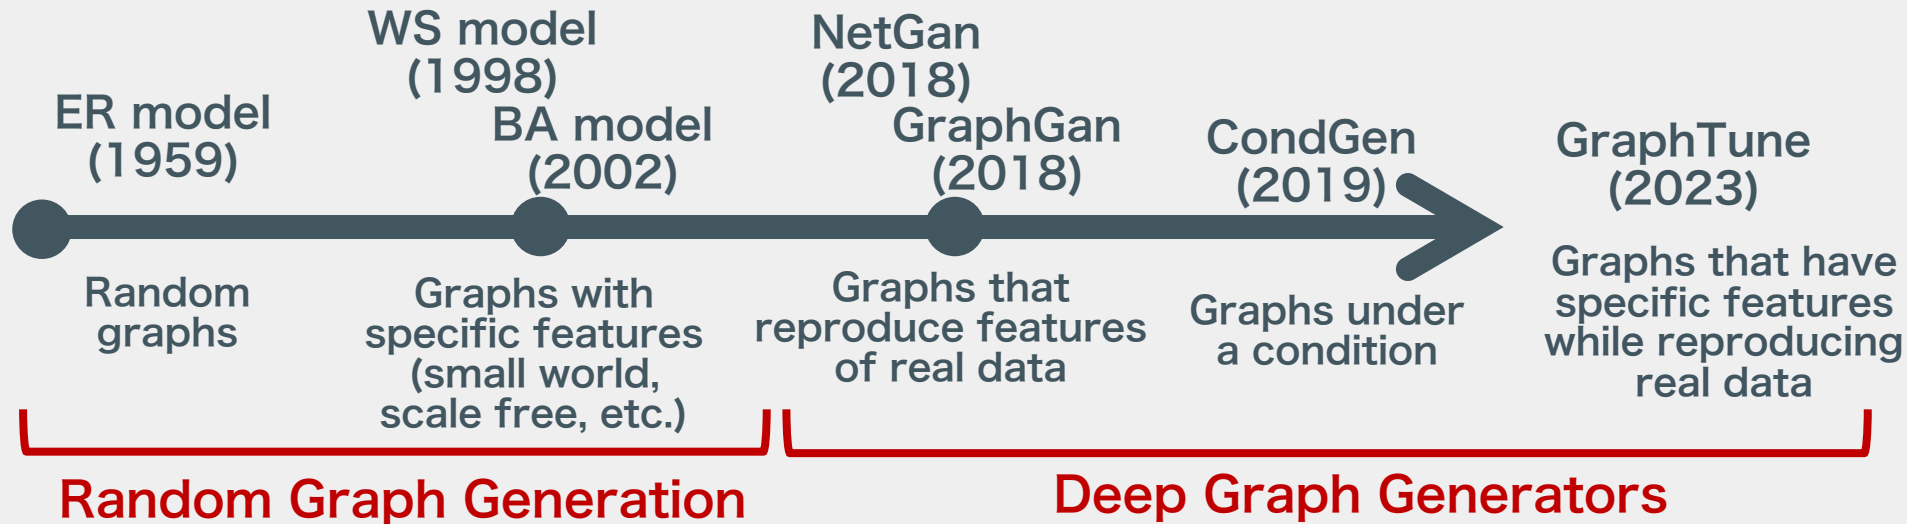 ER model
(1959)
WS model
(1998)
BA model
(2002)
NetGan
(2018)
GraphGan
(2018)
CondGen
(2019)
GraphTune
(2023)
Random
graphs
Graphs with
specific features
(small world,
scale free, etc.)
Graphs that
reproduce features
of real data
Graphs under
a condition
Graphs that have
specific features
while reproducing
real data
Random Graph Generation
Deep Graph Generators